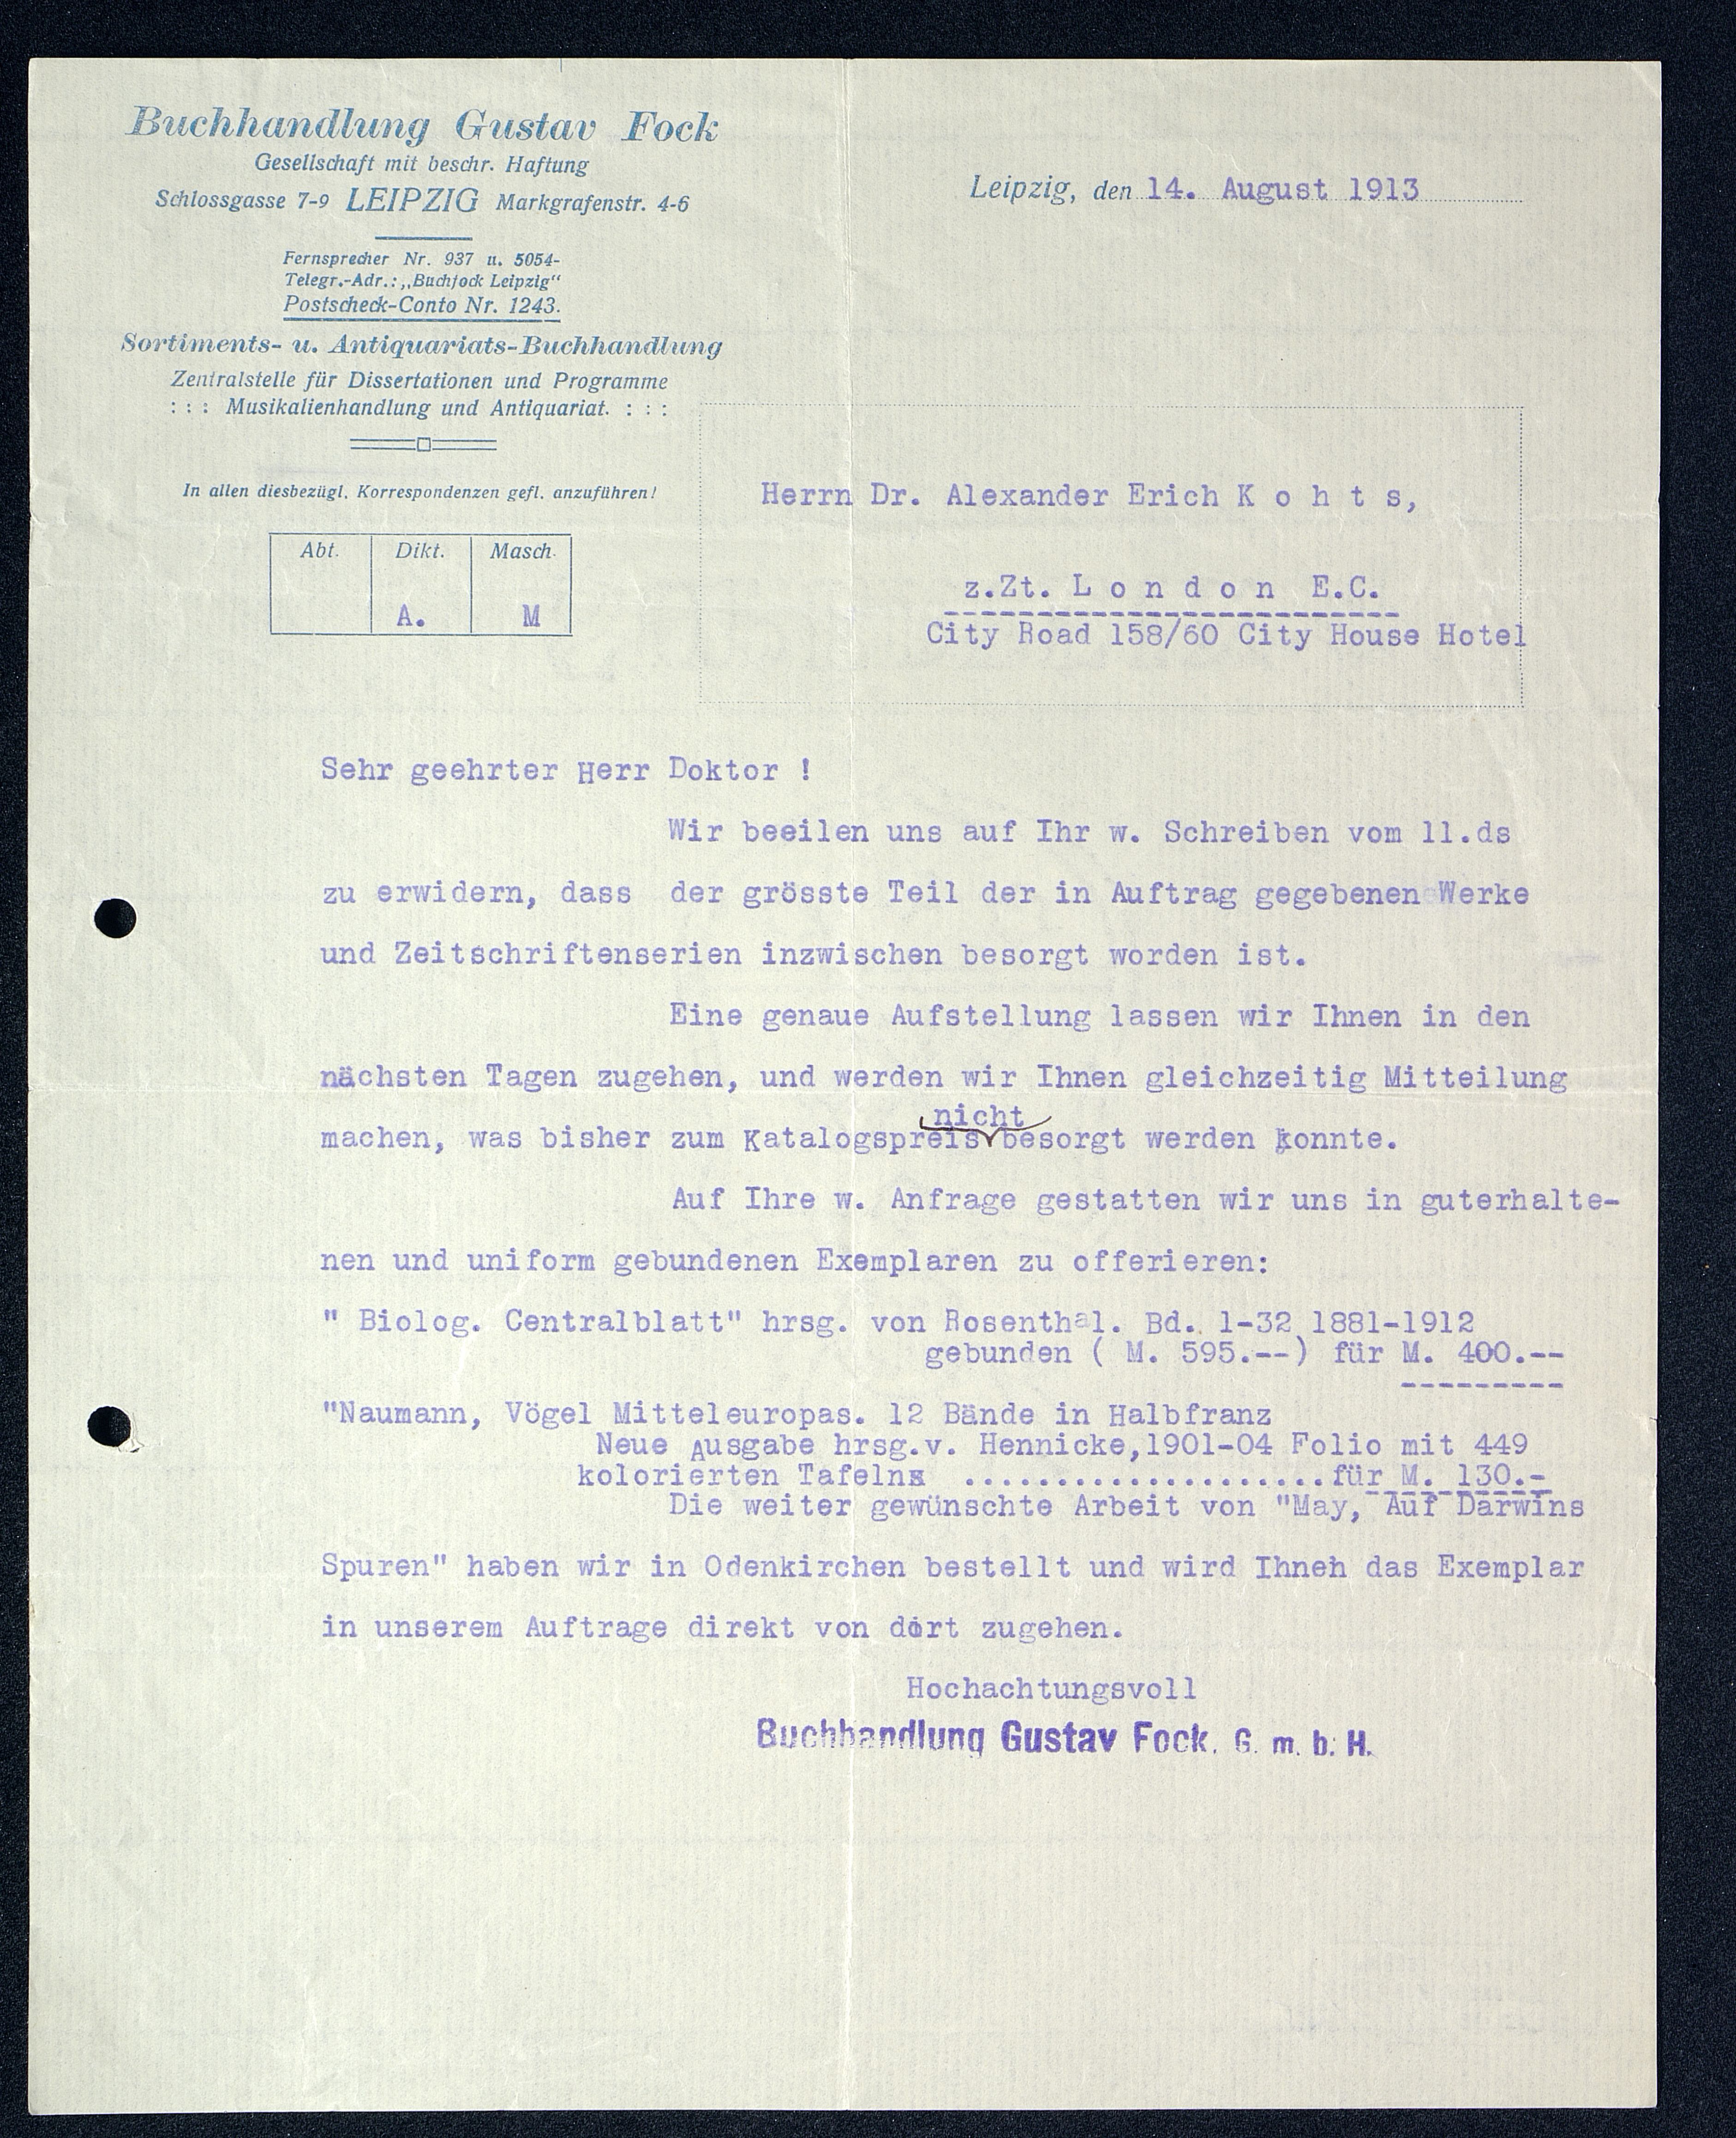 Buchhandlung Gustav Fock
Gesellschaft mit beschr. Haftung
Schlossgasse 7-9 LEIPZIG Markgrafenstr. 4-6
Fernsprecher Nr. 937 u. 5054-
Telegr.-Adr.: „Buchfock Leipzig“
Postscheck-Conto Nr. 1243.
Sortiments- u. Antiquariats-Buchhandlung
Zentralstelle für Dissertationen und Programme
: : : Musikalienhandlung und Antiquariat. : : :
In allen diesbezügl. Korrespondenzen gefl. anzuführen!
Abt. Dikt. Masch.
A. M
Leipzig, den 14. August 1913
Herrn Dr. Alexander Erich K o h t s,
z.Zt. L o n d o n E.C.
City Road 158/60 City House Hotel
Sehr geehrter Herr Doktor !
Wir beeilen uns auf Ihr w. Schreiben vom 11.ds
zu erwidern, dass der grösste Teil der in Auftrag gegebenen Werke
und Zeitschriftenserien inzwischen besorgt worden ist.
Eine genaue Aufstellung lassen wir Ihnen in den
nächsten Tagen zugehen, und werden wir Ihnen gleichzeitig Mitteilung
nicht
machen, was bisher zum Katalogspreis besorgt werden konnte.
Auf Ihre w. Anfrage gestatten wir uns in guterhalte-
nen und uniform gebundenen Exemplaren zu offerieren:
" Biolog. Centralblatt" hrsg. von Rosenthal. Bd. 1-32 1881-1912
gebunden ( M. 595.--) für M. 400.--
"Naumann, Vögel Mitteleuropas. 12 Bände in Halbfranz
Neue Ausgabe hrsg.v. Hennicke,1901-04 Folio mit 449
kolorierten Tafeln ....................für M. 130.-
Die weiter gewünschte Arbeit von "May, Auf Darwins
Spuren" haben wir in Odenkirchen bestellt und wird Ihneh das Exemplar
in unserem Auftrage direkt von dort zugehen.
Hochachtungsvoll
Buchhandlung Gustav Fock. G. m. b. H.